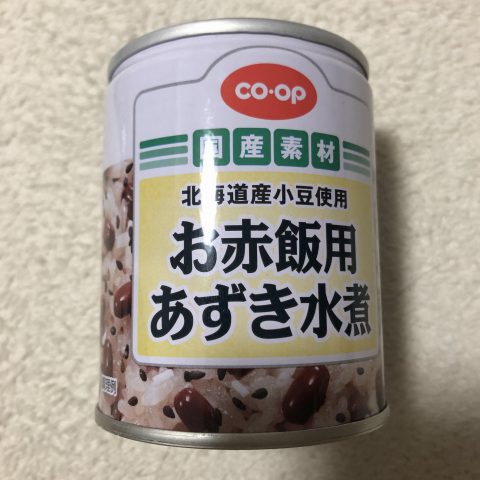 co·op
国産素材
北海道産小豆使用
お赤飯用
あずき水煮